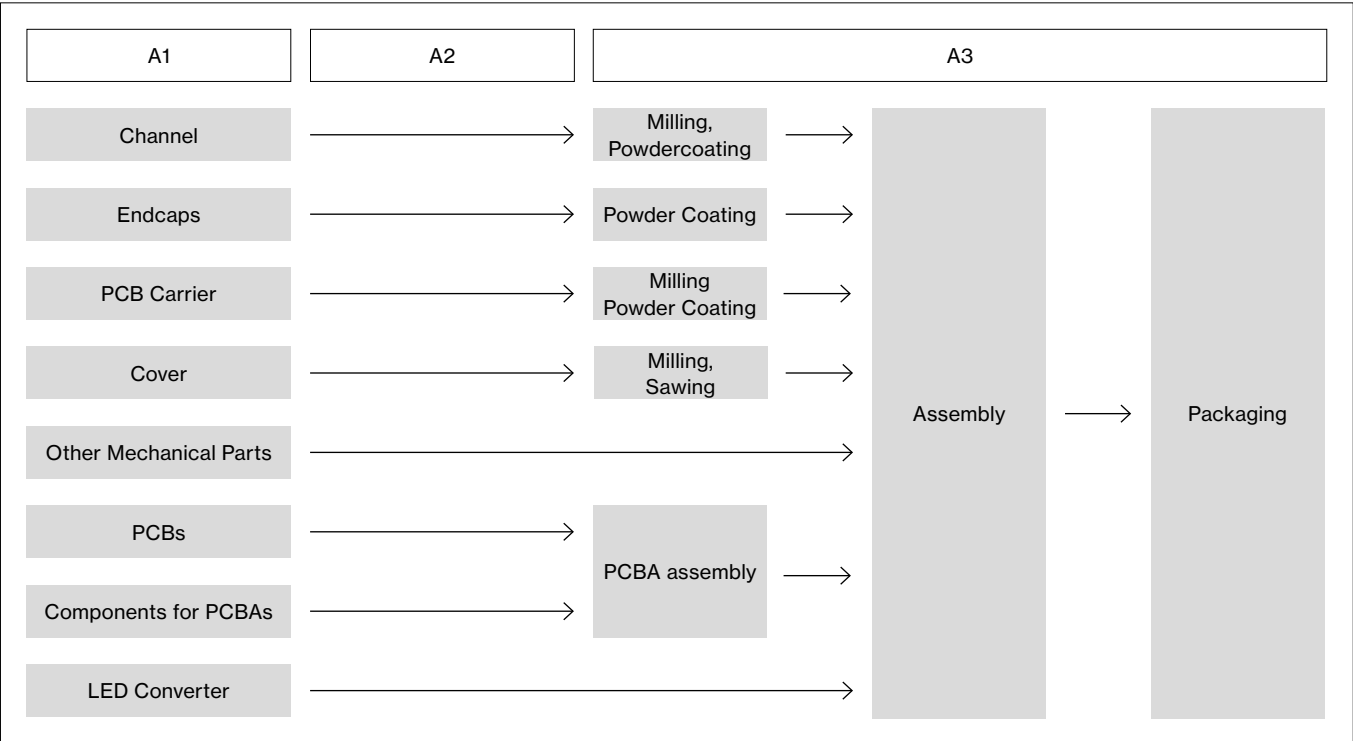 A1
A2
A3
Channel
Milling,
Powdercoating
Endcaps
Powder Coating
PCB Carrier
Milling
Powder Coating
Cover
Milling,
Sawing
Assembly
Packaging
Other Mechanical Parts
PCBs
PCBA assembly
Components for PCBAs
LED Converter